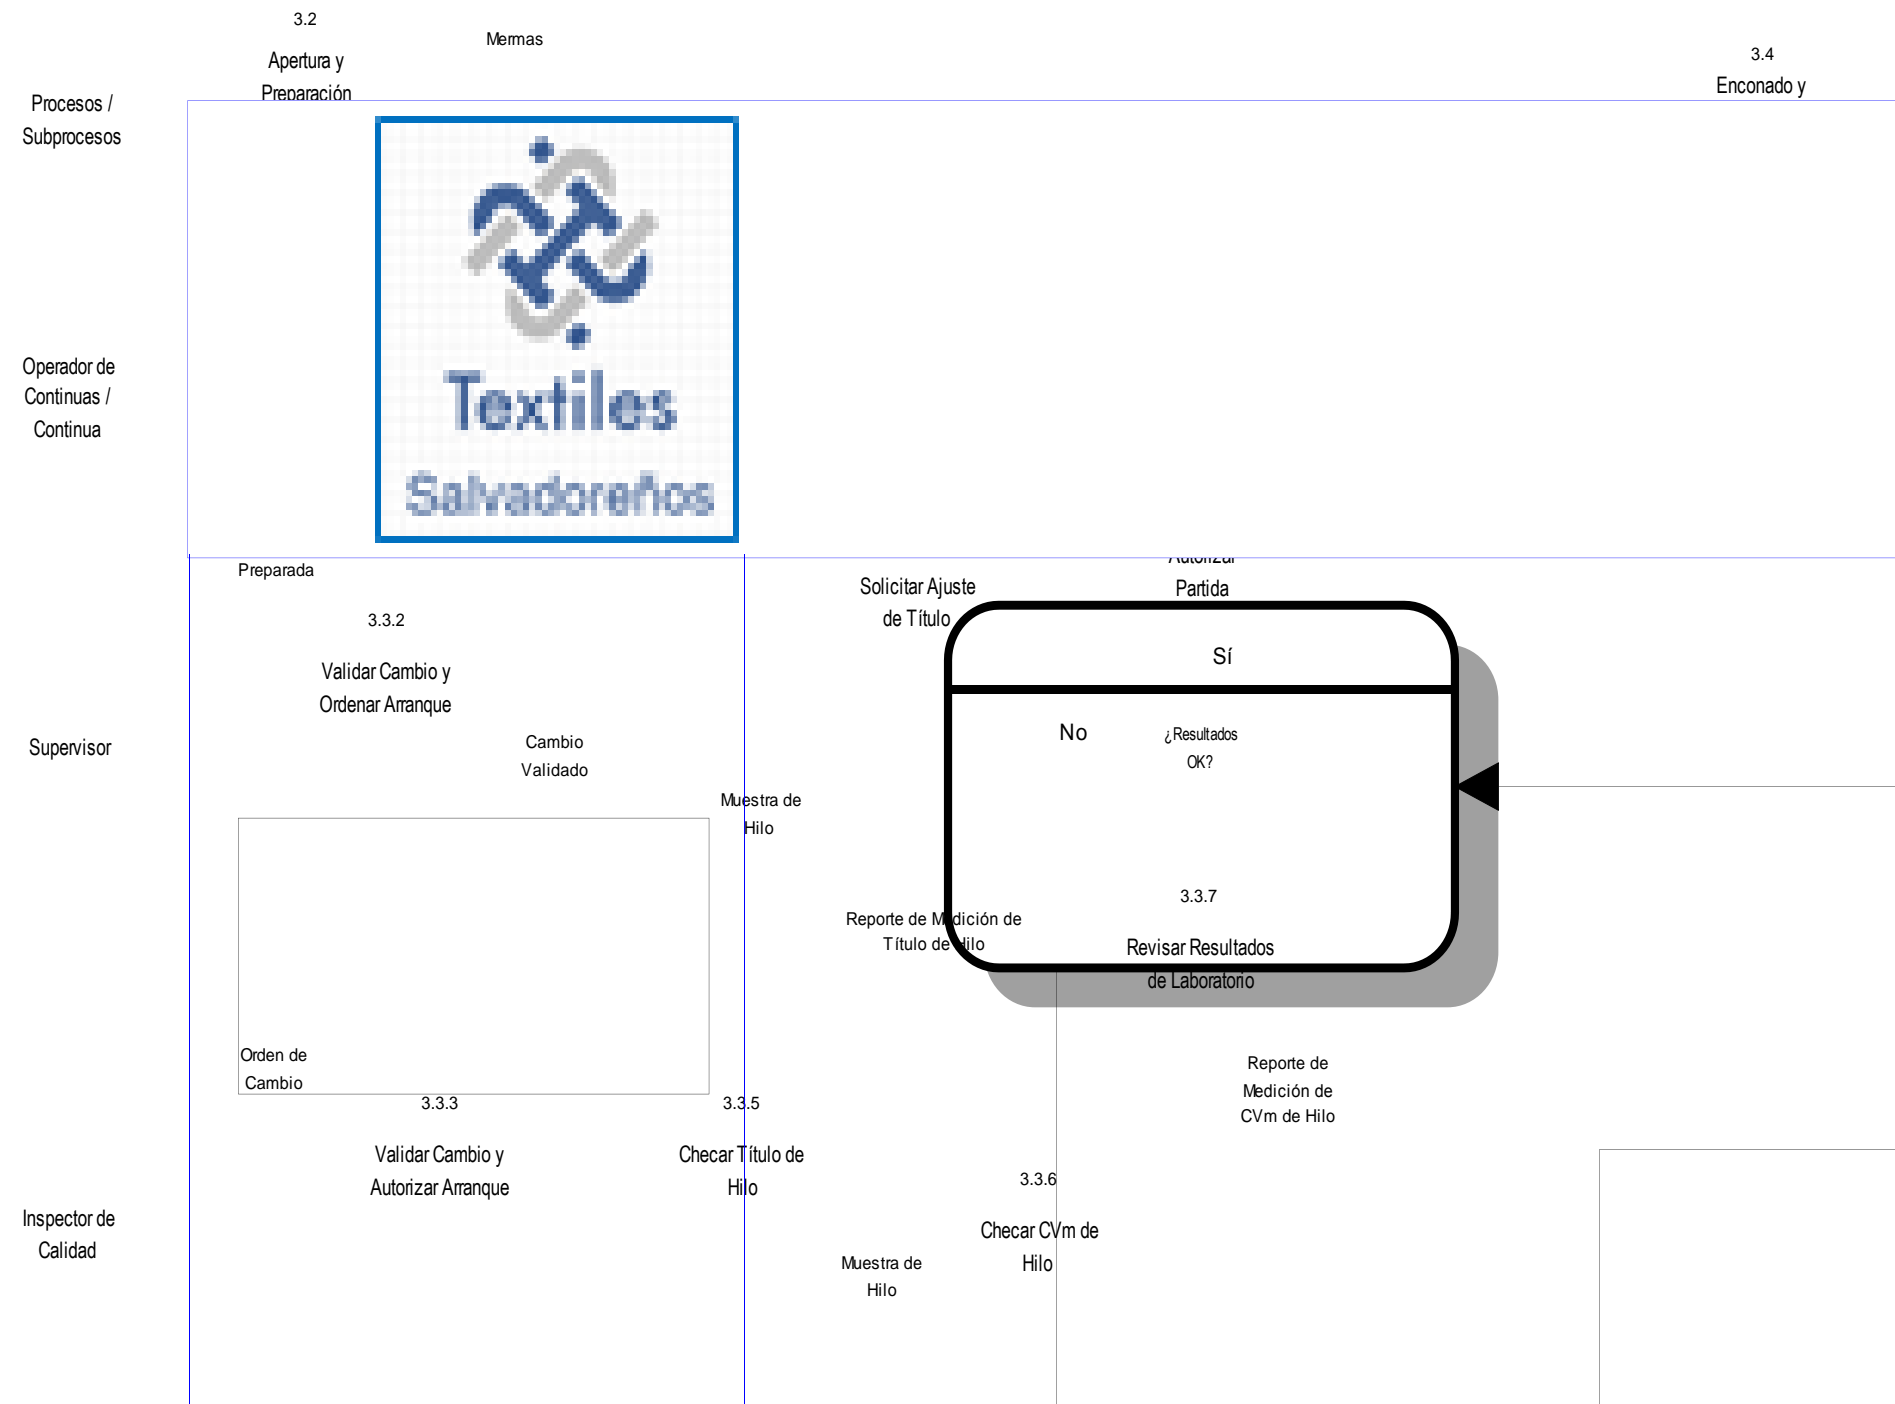 3.2
Mermas
Apertura y
Preparación
3.4
Enconado y
Procesos /
Subprocesos
Textiles
Salvadoreños
Operador de
Continuas /
Continua
Preparada
Autorizar
Partida
Solicitar Ajuste
de Título
3.3.2
Validar Cambio y
Ordenar Arranque
Sí
No
¿Resultados
OK?
Supervisor
Cambio
Validado
Muestra de
Hilo
3.3.7
Revisar Resultados
de Laboratorio
Reporte de Medición de
Título de Hilo
Orden de
Cambio
Reporte de
Medición de
CVm de Hilo
3.3.3
Validar Cambio y
Autorizar Arranque
3.3.5
Checar Título de
Hilo
3.3.6
Checar CVm de
Hilo
Inspector de
Calidad
Muestra de
Hilo